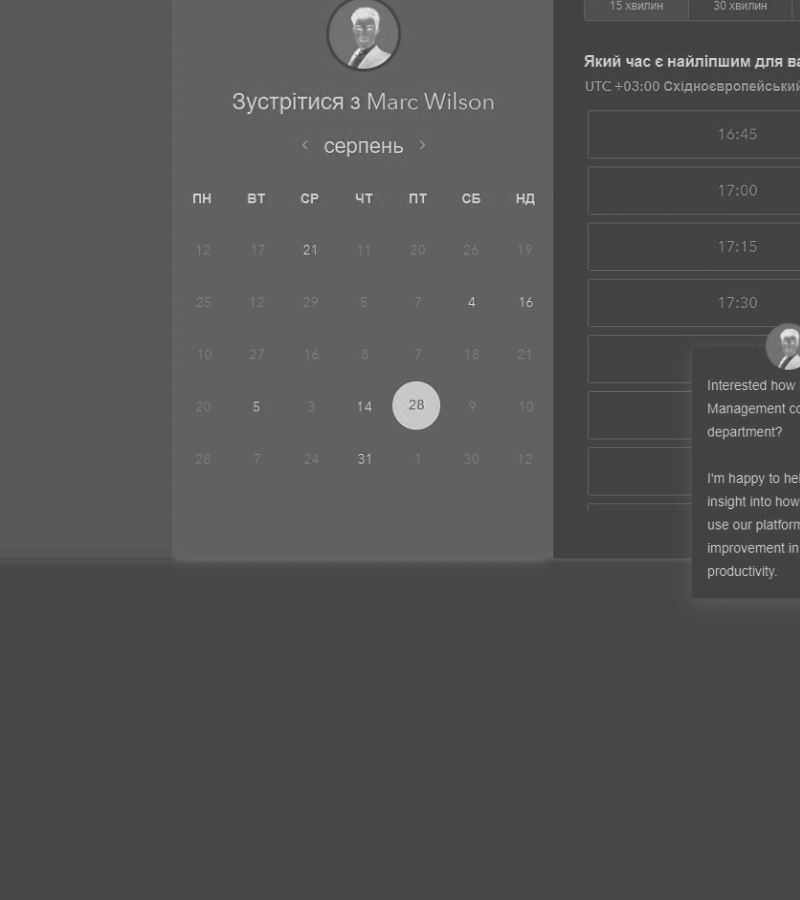 Зустрітися з Marc Wilson
серпень
ПН ВТ СР ЧТ ПТ СБ НД
12 17 21 11 20 26 19
25 12 29 5 7 4 16
10 27 16 8 7 18 21
20 5 3 14 28 9 10
28 7 24 31 1 30 12
15 хвилин 30 хвилин
Який час є найліпшим для ва
UTC +03:00 Східноєвропейський
16:45
17:00
17:15
17:30
Interested how
Management co
department?
I'm happy to hel
insight into how
use our platform
improvement in
productivity.